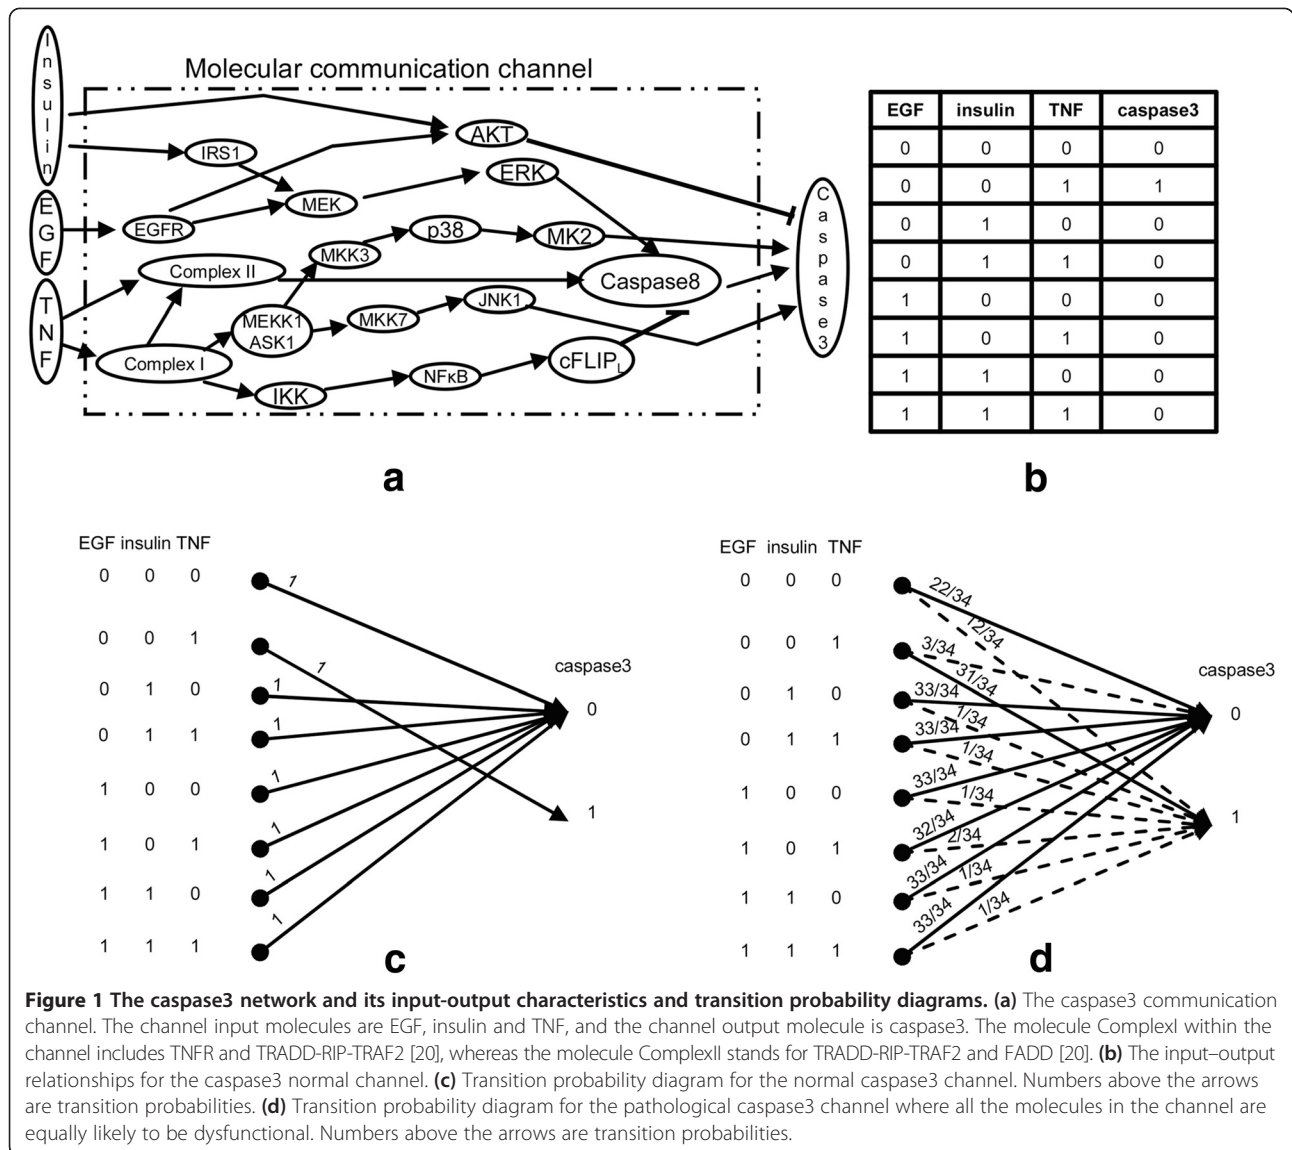 Molecular communication channel
Insulin
EGF
TNF
IRS1
EGFR
MEK
AKT
ERK
p38
MK2
MKK3
Complex II
Caspase8
MEKK1
ASK1
MKK7
JNK1
Complex I
IKK
NFκB
cFLIPL
Caspase3
a
EGF insulin TNF caspase3
0 0 0 0
0 0 1 1
0 1 0 0
0 1 1 0
1 0 0 0
1 0 1 0
1 1 0 0
1 1 1 0
b
EGF insulin TNF
0 0 0 1
0 0 1 1
0 1 0 1
0 1 1 1
1 0 0 1
1 0 1 1
1 1 0 1
1 1 1 1
caspase3
0
1
c
EGF insulin TNF
0 0 0 22/34 12/34
0 0 1 3/34 31/34
0 1 0 33/34 1/34
0 1 1 33/34 1/34
1 0 0 33/34 1/34
1 0 1 32/34 2/34
1 1 0 33/34 1/34
1 1 1 33/34 1/34
caspase3
0
1
d
Figure 1 The caspase3 network and its input-output characteristics and transition probability diagrams. (a) The caspase3 communication
channel. The channel input molecules are EGF, insulin and TNF, and the channel output molecule is caspase3. The molecule ComplexI within the
channel includes TNFR and TRADD-RIP-TRAF2 [20], whereas the molecule ComplexII stands for TRADD-RIP-TRAF2 and FADD [20]. (b) The input–output
relationships for the caspase3 normal channel. (c) Transition probability diagram for the normal caspase3 channel. Numbers above the arrows
are transition probabilities. (d) Transition probability diagram for the pathological caspase3 channel where all the molecules in the channel are
equally likely to be dysfunctional. Numbers above the arrows are transition probabilities.